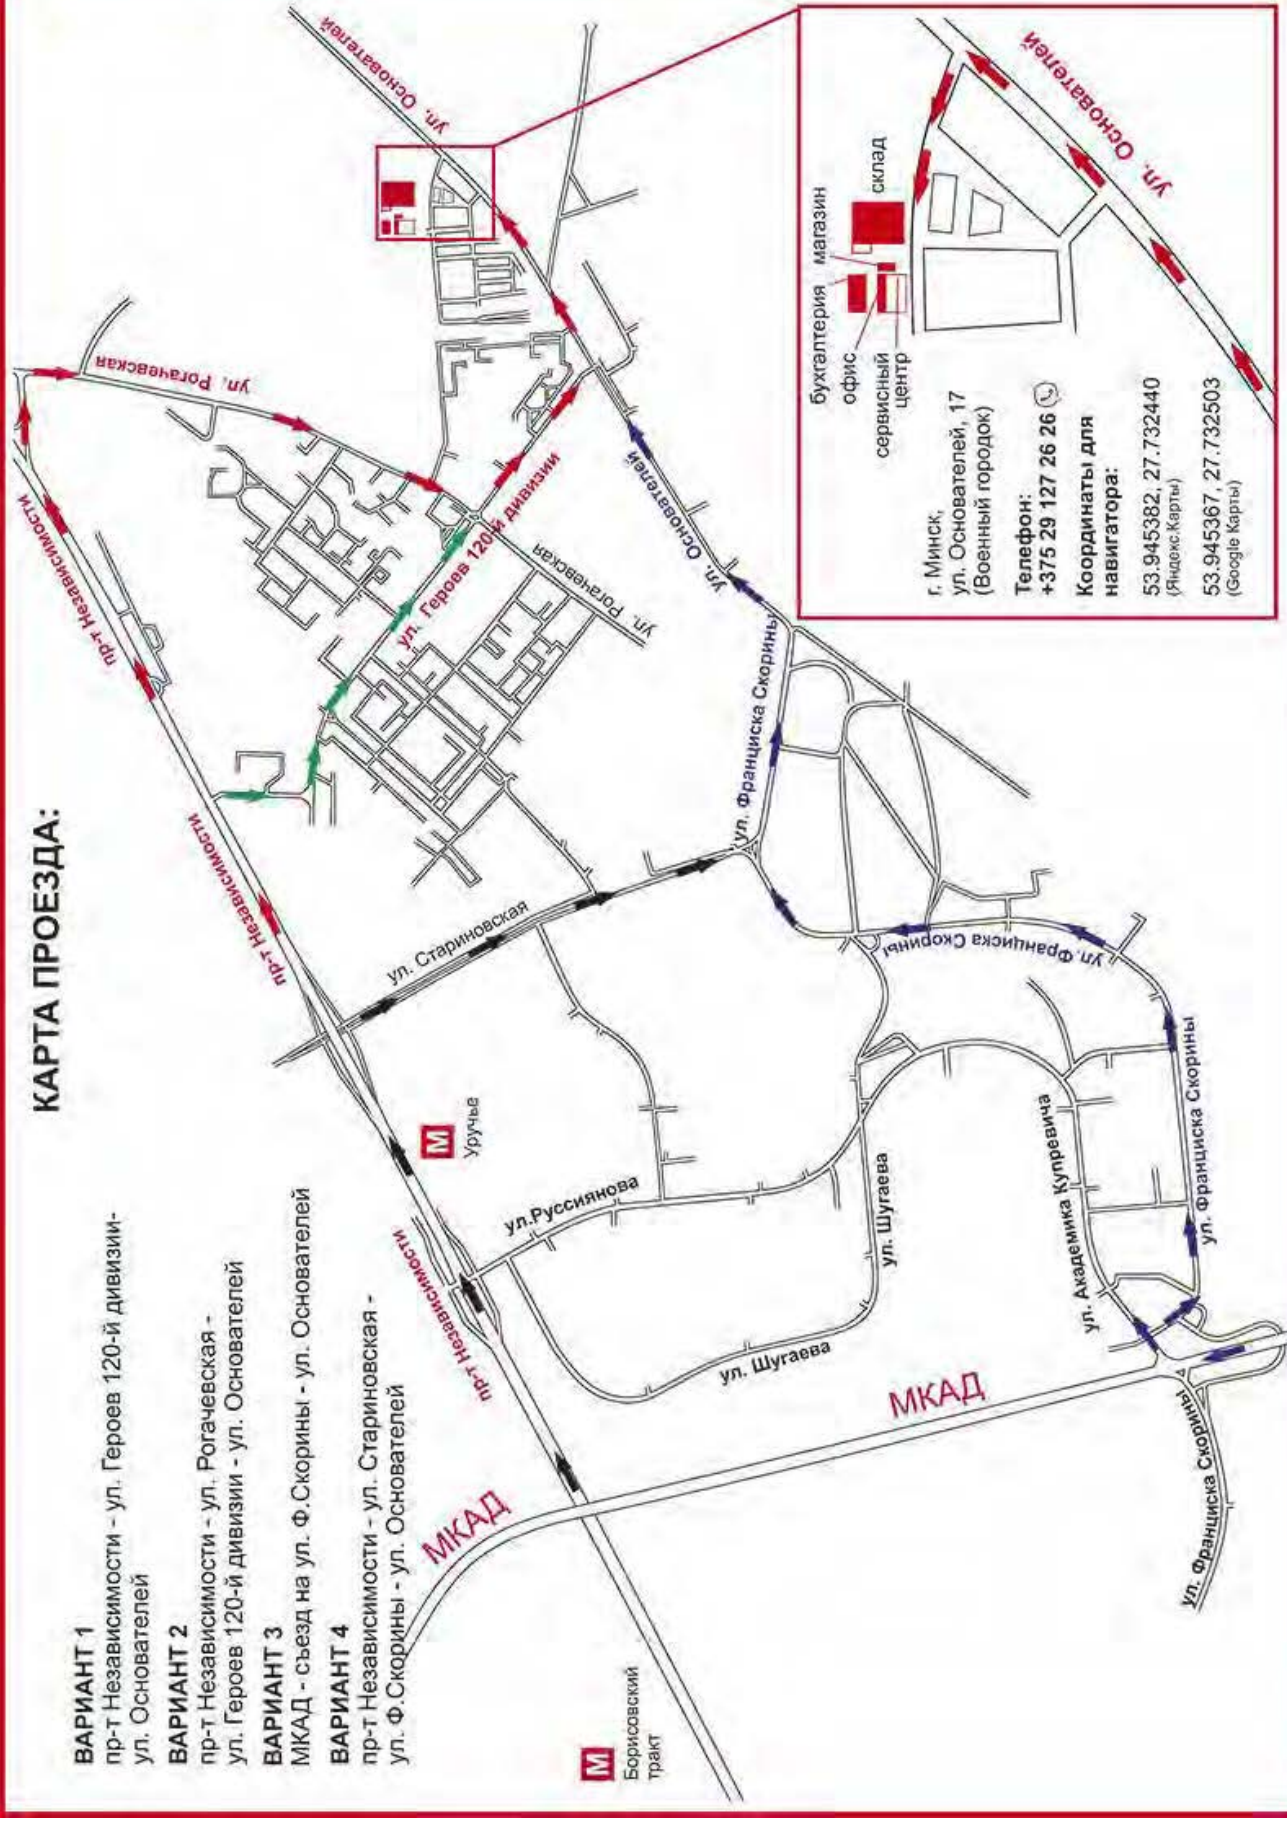 КАРТА ПРОЕЗДА:
ВАРИАНТ 1
пр-т Независимости - ул. Героев 120-й дивизии-
ул. Основателей
ВАРИАНТ 2
пр-т Независимости - ул. Рогачевская -
ул. Героев 120-й дивизии - ул. Основателей
ВАРИАНТ 3
МКАД - съезд на ул. Ф.Скорины - ул. Основателей
ВАРИАНТ 4
пр-т Независимости - ул. Стариновская -
ул. Ф.Скорины - ул. Основателей
М
Борисовский
тракт
МКАД
пр-т Независимости
М
Уручье
пр-т Независимости
пр-т Независимости
пр-т Независимости
ул. Рогачевская
ул. Основателей
ул. Героев 120-й дивизии
ул. Рогачевская
ул. Стариновская
ул.Руссиянова
ул. Шугаева
ул. Шугаева
МКАД
ул. Академика Купревича
ул. Франциска Скорины
ул. Франциска Скорины
ул.Франциска Скорины
ул. Франциска Скорины
ул. Основателей
бухгалтерия
магазин
офис
склад
сервисный
центр
ул. Основателей
г. Минск,
ул. Основателей, 17
(Военный городок)
Телефон:
+375 29 127 26 26
Координаты для
навигатора:
53.945382, 27.732440
(Яндекс.Карты)
53.945367, 27.732503
(Google Карты)